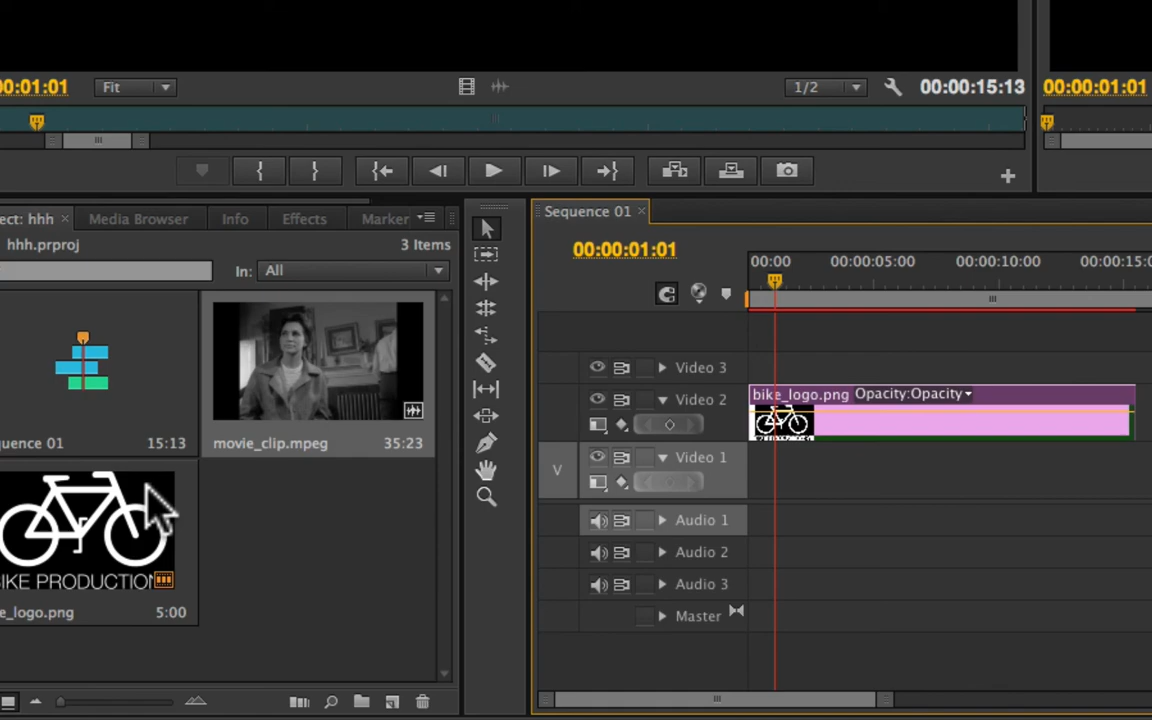 00:01:01
Fit
1/2
00:00:15:13
00:00:01:01
ect: hhh
Media Browser
Info
Effects
Marker
hhh.prproj
3 Items
In:
All
equence 01
15:13
movie_clip.mpeg
35:23
BIKE PRODUCTION
e_logo.png
5:00
Sequence 01
00:00:01:01
00:00
00:00:05:00
00:00:10:00
00:00:15:0
Video 3
Video 2
bike_logo.png
Opacity:Opacity
V
Video 1
Audio 1
Audio 2
Audio 3
Master